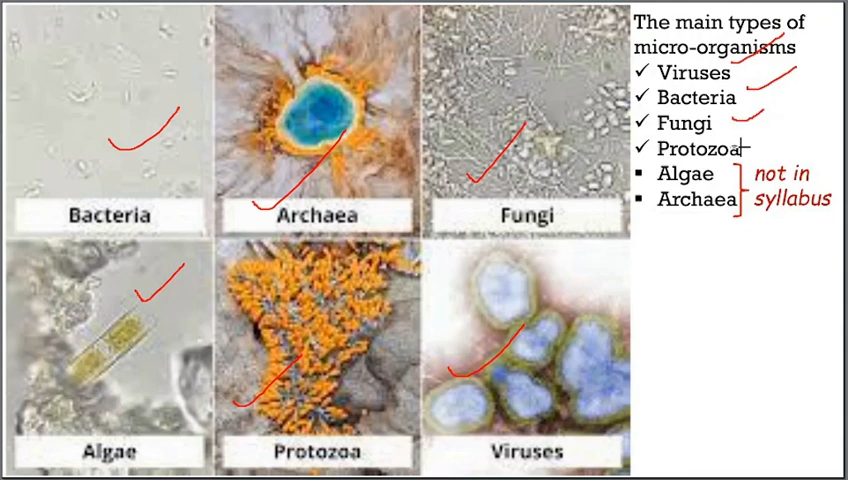 Bacteria
Archaea
Fungi
Algae
Protozoa
Viruses
The main types of
micro-organisms
✓ Viruses
✓ Bacteria
✓ Fungi
✓ Protozoa
▪ Algae
▪ Archaea
not in
syllabus